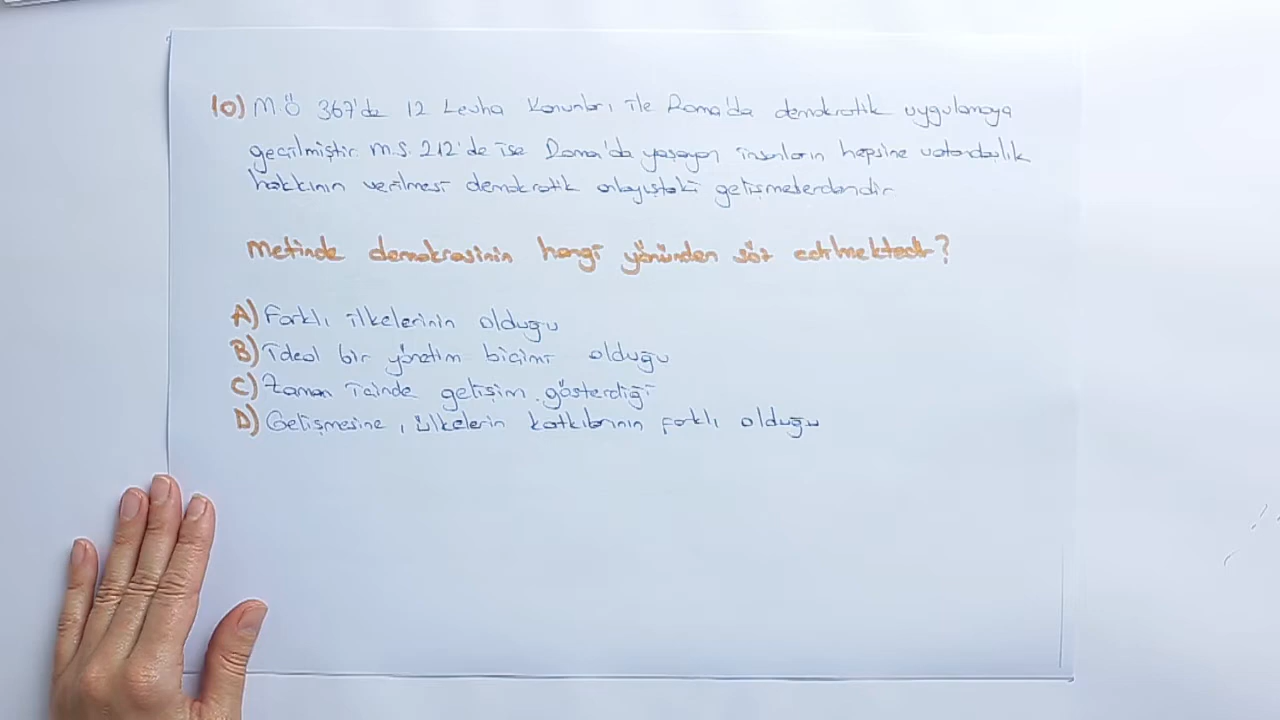 10) M Ö 367'de 12 Levha Kanunları ile Roma'da demokratik uygulamaya
geçilmiştir. M.S. 212'de ise Roma'da yaşayan insanların hepsine vatandaşlık
hakkının verilmesi demokratik anlayıştaki gelişmelerdendir
Metinde demokrasinin hangi yönünden söz edilmektedir?
A) Farklı ilkelerinin olduğu
B) İdeal bir yönetim biçimi olduğu
C) Zaman içinde gelişim gösterdiği
D) Gelişmesine, ülkelerin katkılarının farklı olduğu